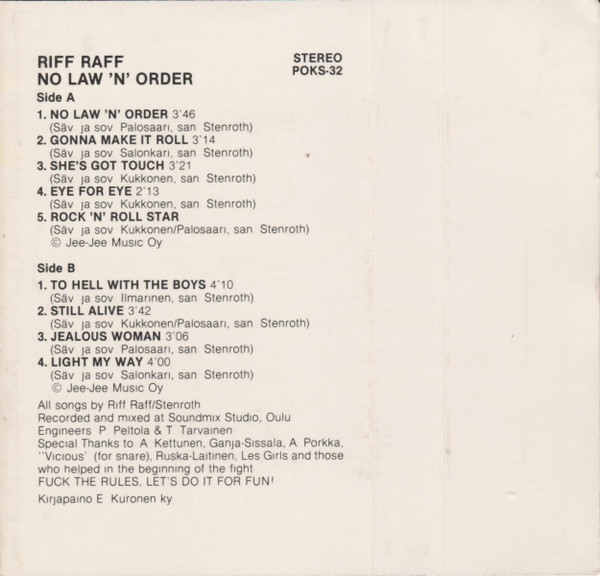 RIFF RAFF
NO LAW 'N' ORDER
STEREO
POKS-32
Side A
1. NO LAW 'N' ORDER 3'46
(Säv ja sov Palosaari, san Stenroth)
2. GONNA MAKE IT ROLL 3'14
(Säv ja sov Salonkari, san Stenroth)
3. SHE'S GOT TOUCH 3'21
(Säv ja sov Kukkonen, san Stenroth)
4. EYE FOR EYE 2'13
(Säv ja sov Kukkonen, san Stenroth)
5. ROCK 'N' ROLL STAR
(Säv ja sov Kukkonen/Palosaari, san Stenroth)
© Jee-Jee Music Oy
Side B
1. TO HELL WITH THE BOYS 4'10
(Säv ja sov Ilmarinen, san Stenroth)
2. STILL ALIVE 3'42
(Säv ja sov Kukkonen/Palosaari, san Stenroth)
3. JEALOUS WOMAN 3'06
(Säv ja sov Palosaari, san Stenroth)
4. LIGHT MY WAY 4'00
(Säv ja sov Salonkari, san Stenroth)
© Jee-Jee Music Oy
All songs by Riff Raff/Stenroth
Recorded and mixed at Soundmix Studio, Oulu
Engineers P Peltola & T Tarvainen
Special Thanks to A Kettunen, Ganja-Sissala, A Porkka,
"Vicious' (for snare), Ruska-Laitinen, Les Girls and those
who helped in the beginning of the fight
FUCK THE RULES, LET'S DO IT FOR FUN!
Kirjapaino E Kuronen ky